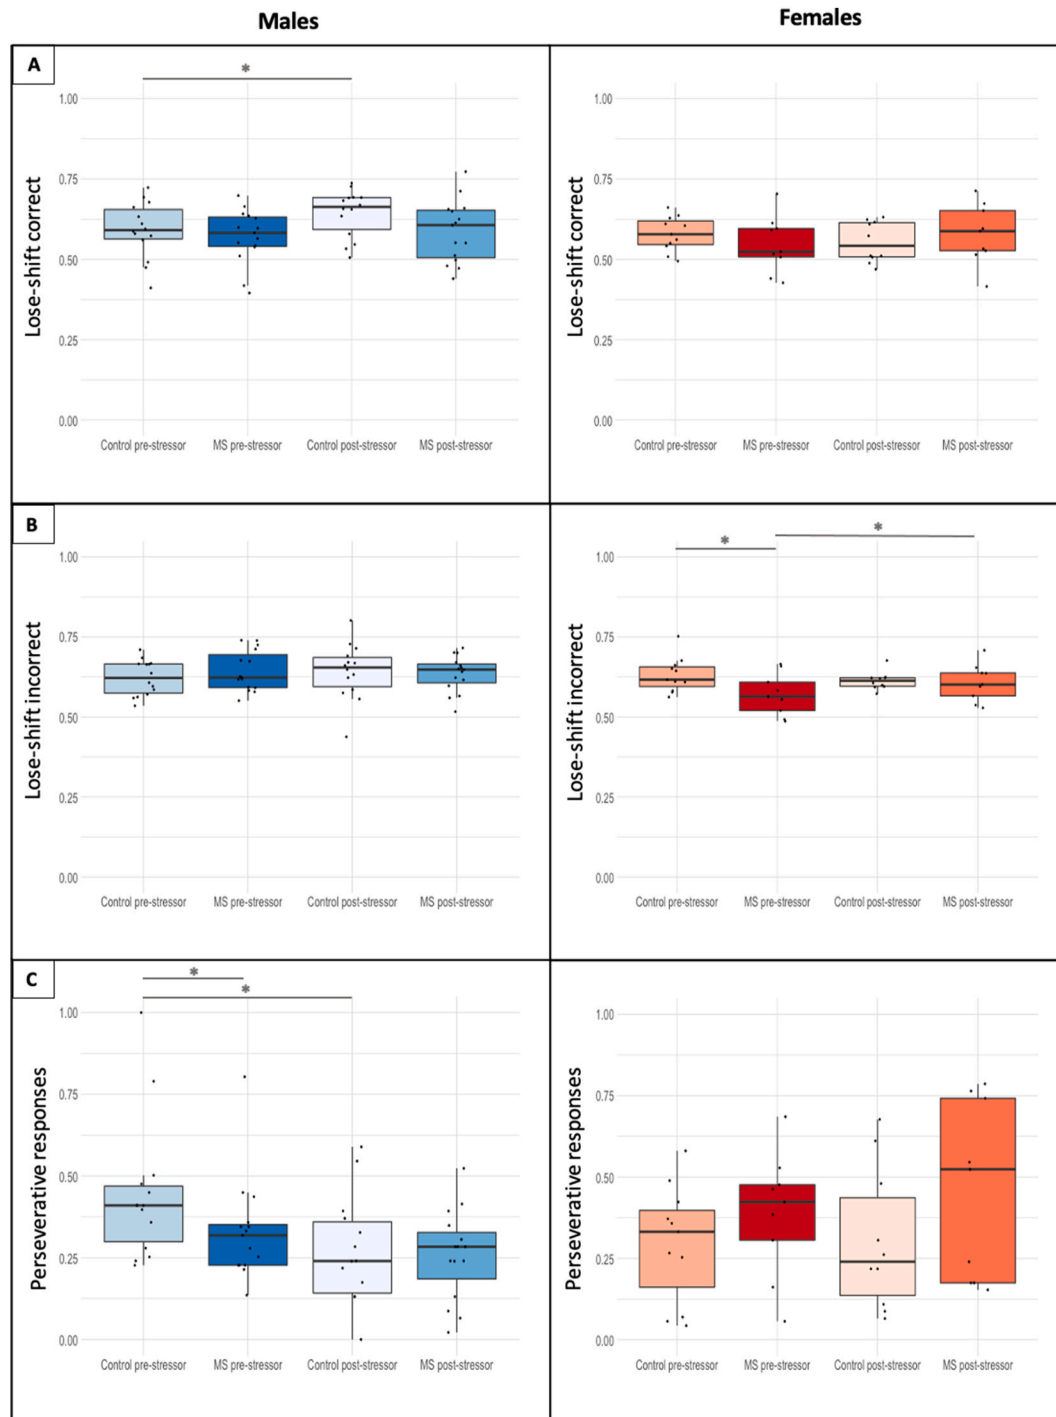 Males
Females
A
*
Lose-shift correct
1.00
0.75
0.50
0.25
0.00
Control pre-stressor
MS pre-stressor
Control post-stressor
MS post-stressor
Lose-shift correct
1.00
0.75
0.50
0.25
0.00
Control pre-stressor
MS pre-stressor
Control post-stressor
MS post-stressor
B
Lose-shift incorrect
1.00
0.75
0.50
0.25
0.00
Control pre-stressor
MS pre-stressor
Control post-stressor
MS post-stressor
*
*
Lose-shift incorrect
1.00
0.75
0.50
0.25
0.00
Control pre-stressor
MS pre-stressor
Control post-stressor
MS post-stressor
C
*
*
Perseverative responses
1.00
0.75
0.50
0.25
0.00
Control pre-stressor
MS pre-stressor
Control post-stressor
MS post-stressor
Perseverative responses
1.00
0.75
0.50
0.25
0.00
Control pre-stressor
MS pre-stressor
Control post-stressor
MS post-stressor